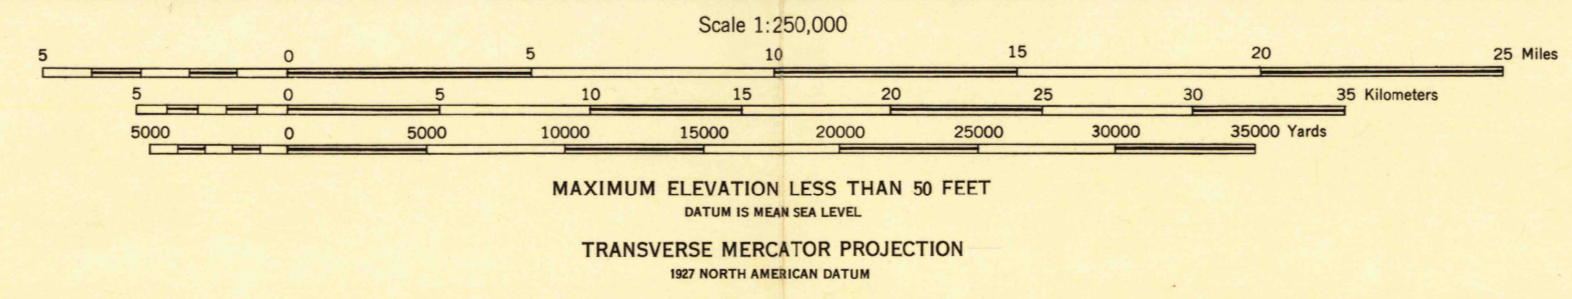 Scale 1:250,000
5 0 5 10 15 20 25 Miles
5 0 5 10 15 20 25 30 35 Kilometers
5000 0 5000 10000 15000 20000 25000 30000 35000 Yards
MAXIMUM ELEVATION LESS THAN 50 FEET
DATUM IS MEAN SEA LEVEL
TRANSVERSE MERCATOR PROJECTION
1927 NORTH AMERICAN DATUM